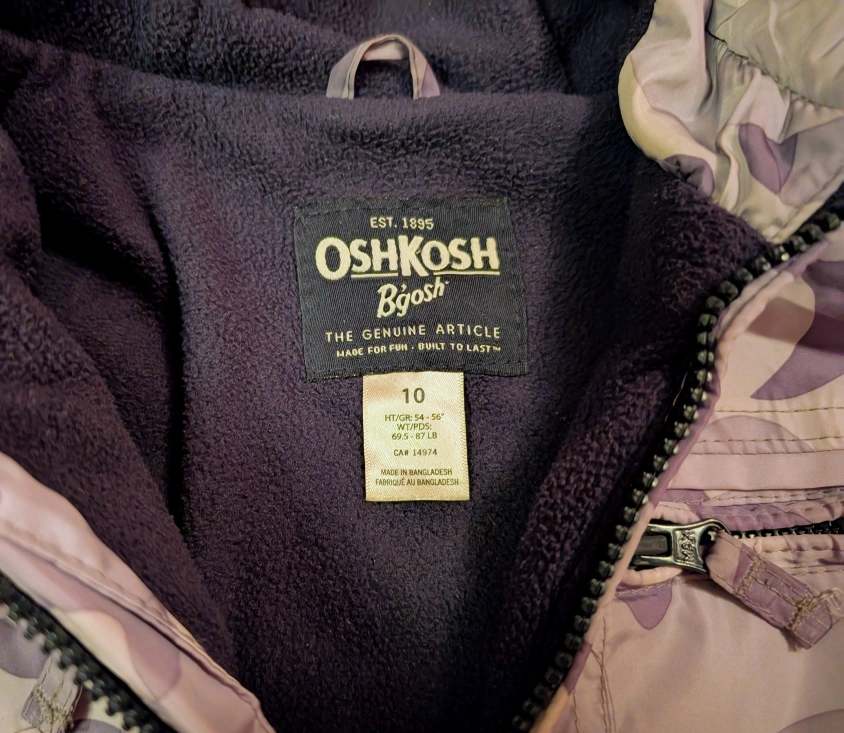 EST. 1895
OSHKOSH
B'gosh
THE GENUINE ARTICLE
MADE FOR FUN · BUILT TO LAST™
10
HT/GR: 54 - 56"
WT/PDS:
69.5 - 87 LB
CA# 14974
MADE IN BANGLADESH
FABRIQUÉ AU BANGLADESH
MAX